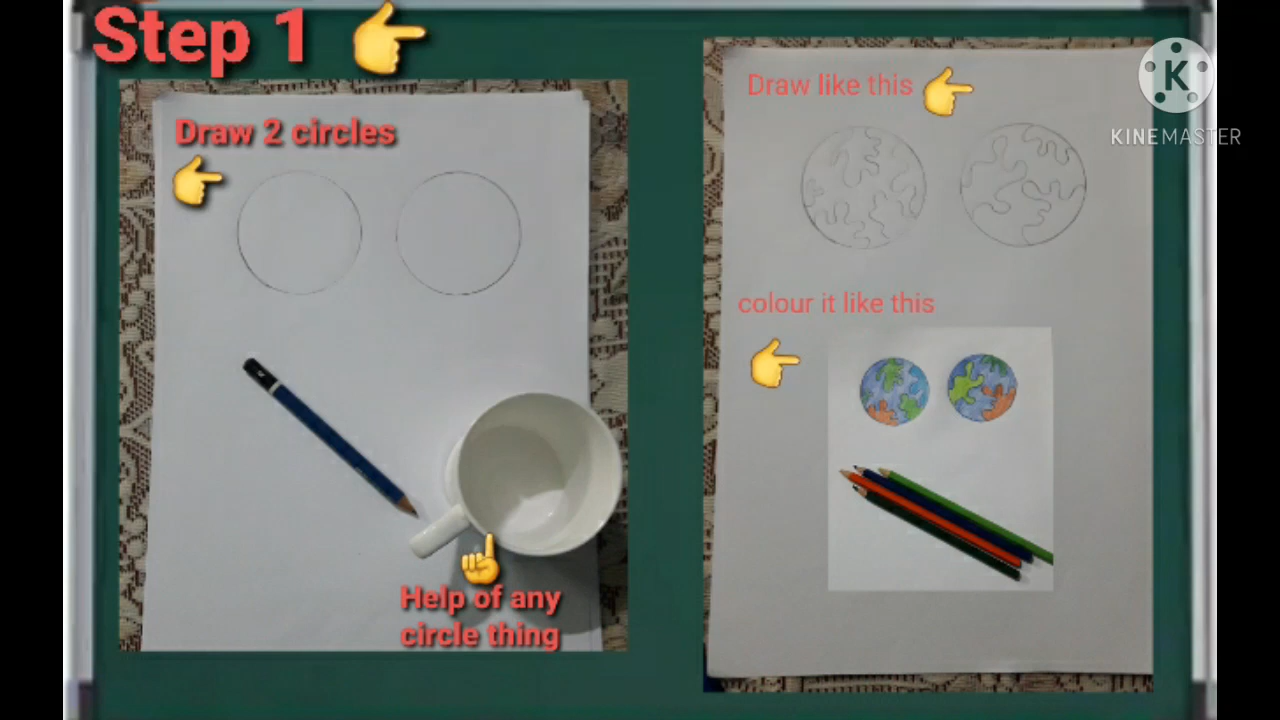 Step 1
Draw 2 circles
Help of any
circle thing
Draw like this
colour it like this
K
KINEMASTER